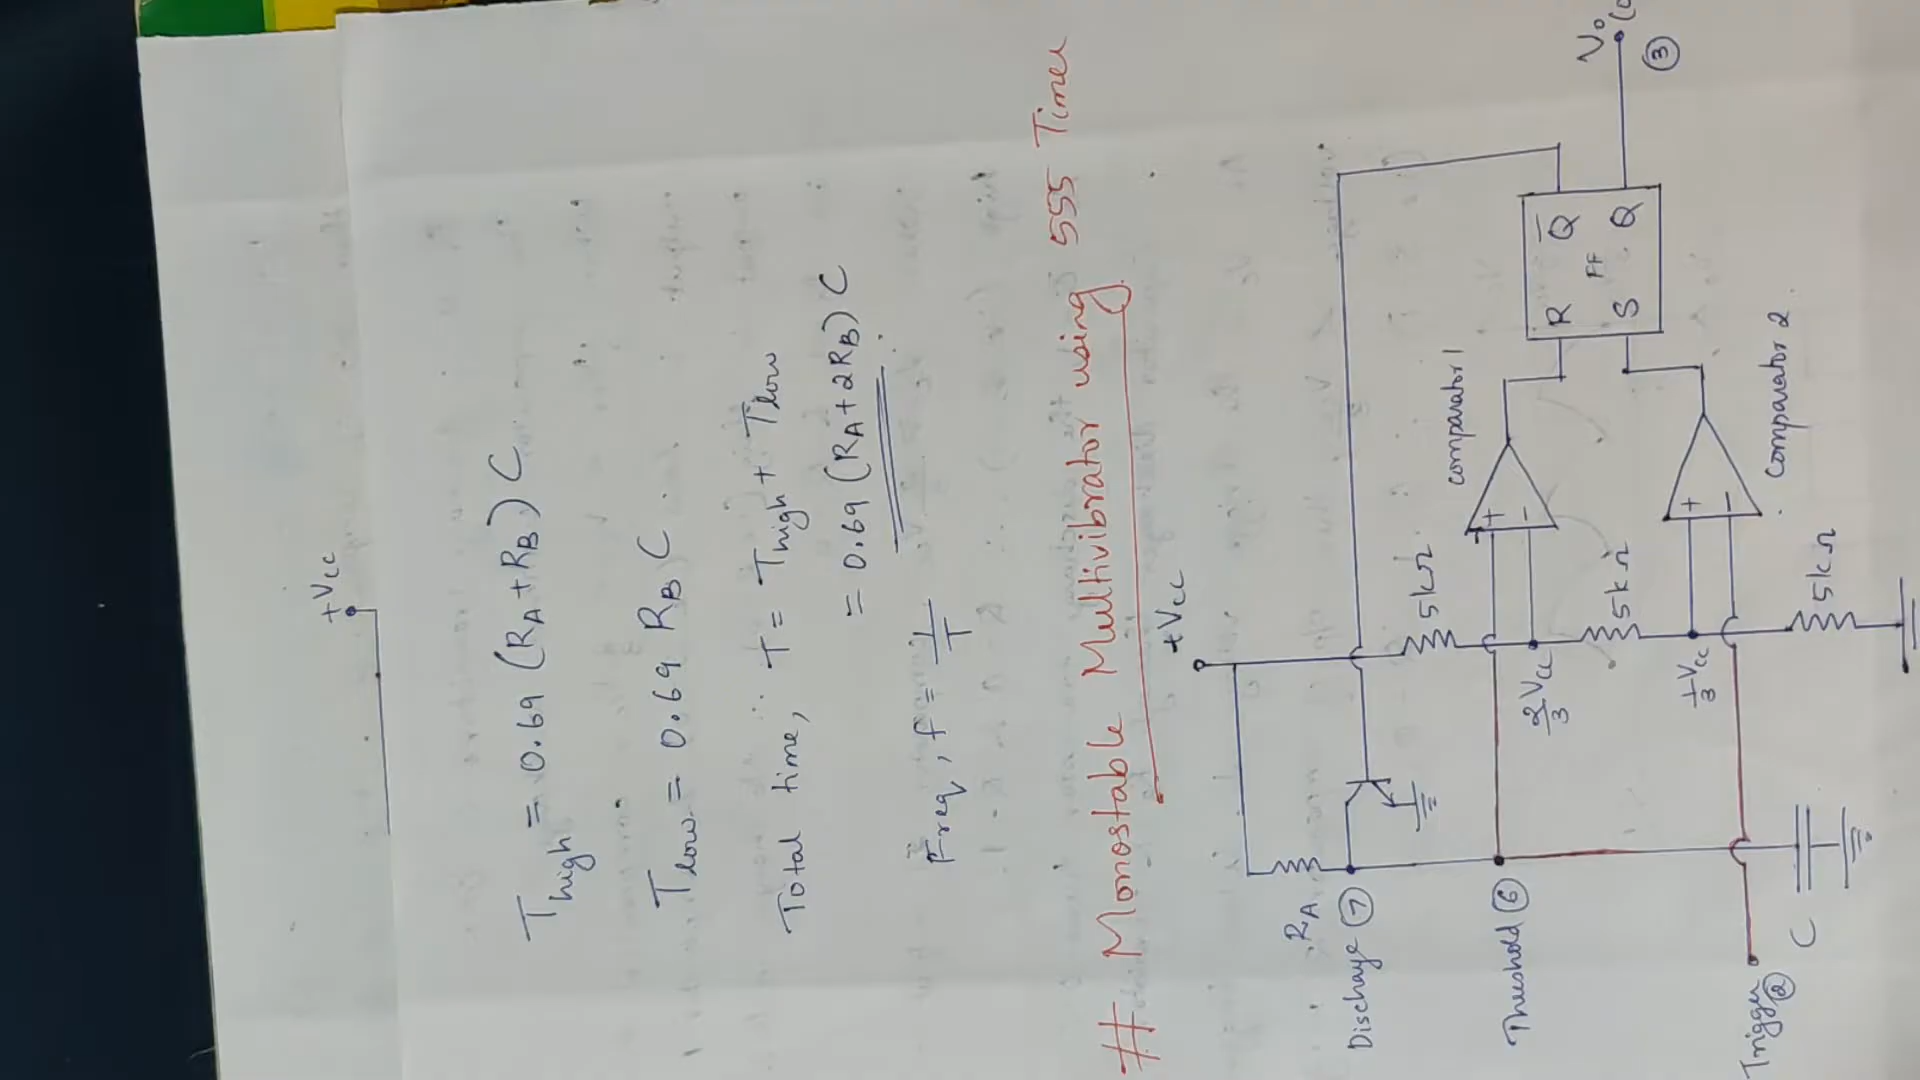 +Vcc
Thigh = 0.69 (RA+RB) C
Tlow = 0.69 RB C
Total time, T = Thigh + Tlow
= 0.69 (RA+2RB) C
Freq, f = 1/T
# Monostable Multivibrator using 555 Timer
+Vcc
RA
Discharge 7
5kΩ
comparator 1
+
-
R Q̅
FF
S Q
Vo
3
Threshold 6
2/3 Vcc
5kΩ
1/3 Vcc
+
-
Comparator 2
5kΩ
Trigger
2
C